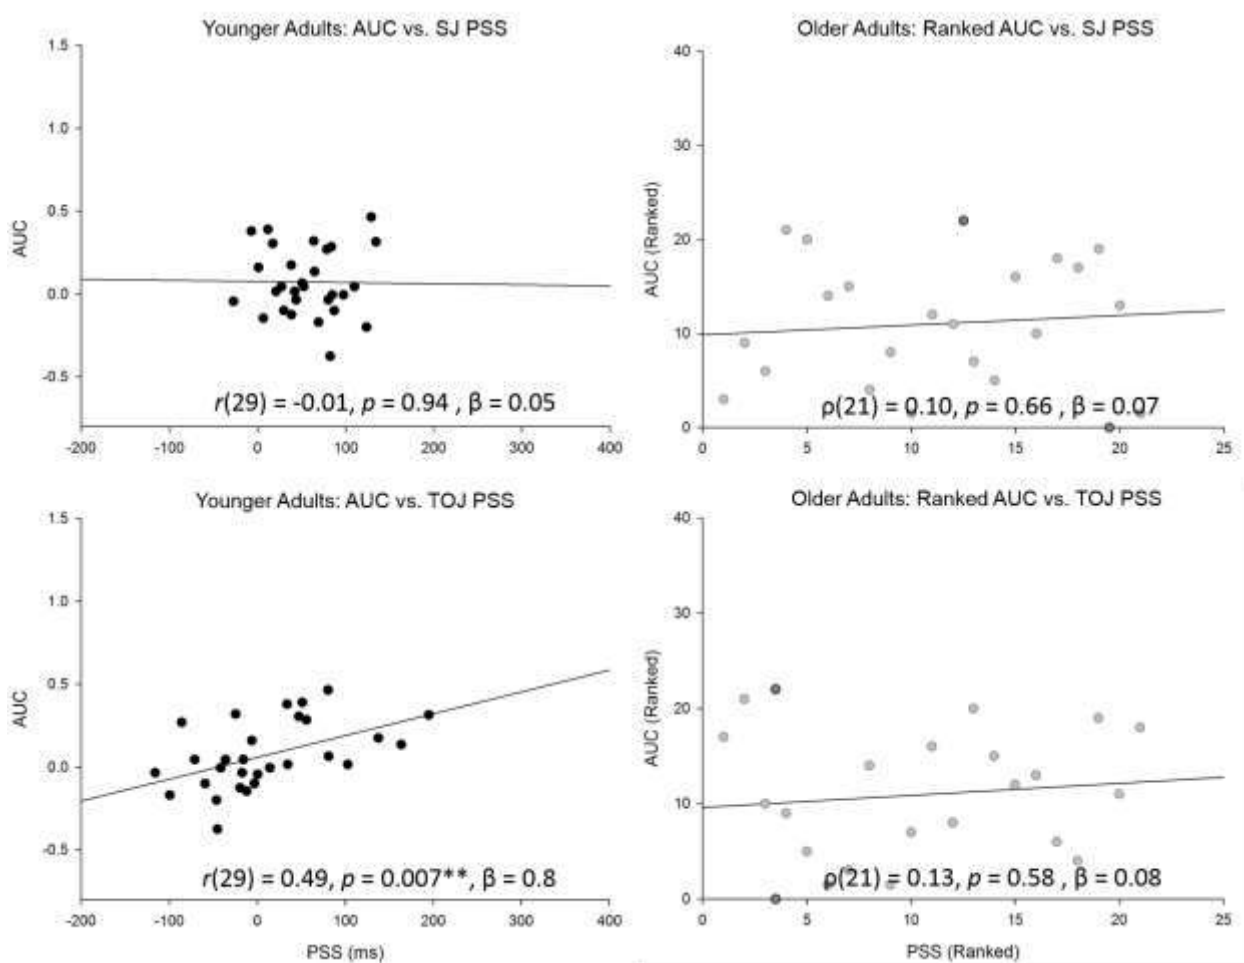 Younger Adults: AUC vs. SJ PSS
1.5
1.0
0.5
0.0
-0.5
AUC
r(29) = -0.01, p = 0.94 , β = 0.05
-200 -100 0 100 200 300 400
Older Adults: Ranked AUC vs. SJ PSS
40
30
20
10
0
AUC (Ranked)
ρ(21) = 0.10, p = 0.66 , β = 0.07
0 5 10 15 20 25
Younger Adults: AUC vs. TOJ PSS
1.5
1.0
0.5
0.0
-0.5
AUC
r(29) = 0.49, p = 0.007**, β = 0.8
-200 -100 0 100 200 300 400
PSS (ms)
Older Adults: Ranked AUC vs. TOJ PSS
40
30
20
10
0
AUC (Ranked)
ρ(21) = 0.13, p = 0.58 , β = 0.08
0 5 10 15 20 25
PSS (Ranked)